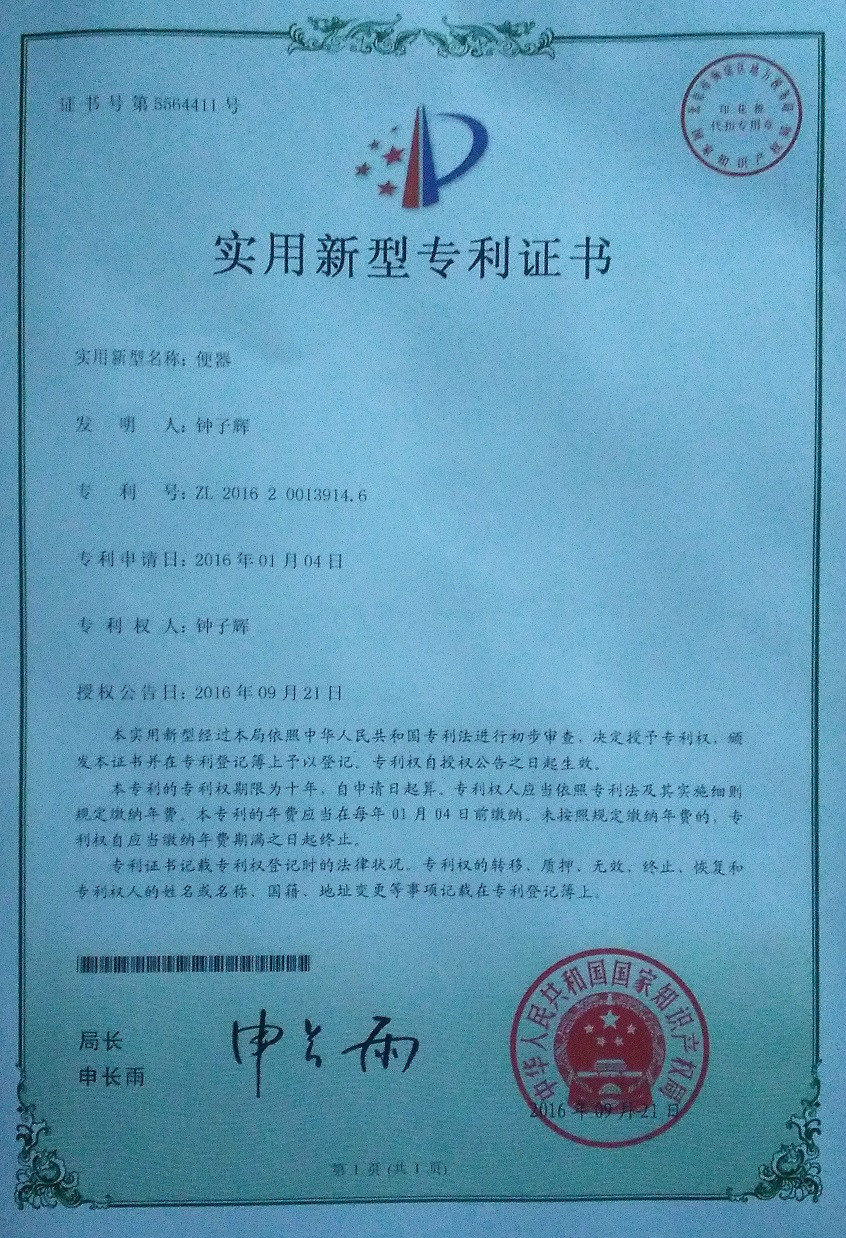 证书号第5564411号
印花税
代扣专用章
实用新型专利证书
实用新型名称：便器
发明人：钟子辉
专利号：ZL 2016 2 0013914.6
专利申请日：2016年01月04日
专利权人：钟子辉
授权公告日：2016年09月21日
本实用新型经过本局依照中华人民共和国专利法进行初步审查，决定授予专利权，颁
发本证书并在专利登记簿上予以登记。专利权自授权公告之日起生效。
本专利的专利权期限为十年，自申请日起算。专利权人应当依照专利法及其实施细则
规定缴纳年费。本专利的年费应当在每年01月04日前缴纳。未按照规定缴纳年费的，专
利权自应当缴纳年费期满之日起终止。
专利证书记载专利权登记时的法律状况。专利权的转移、质押、无效、终止、恢复和
专利权人的姓名或名称、国籍、地址变更等事项记载在专利登记簿上。
局长
申长雨
申长雨
中华人民共和国国家知识产权局
2016年09月21日
第1页(共1页)